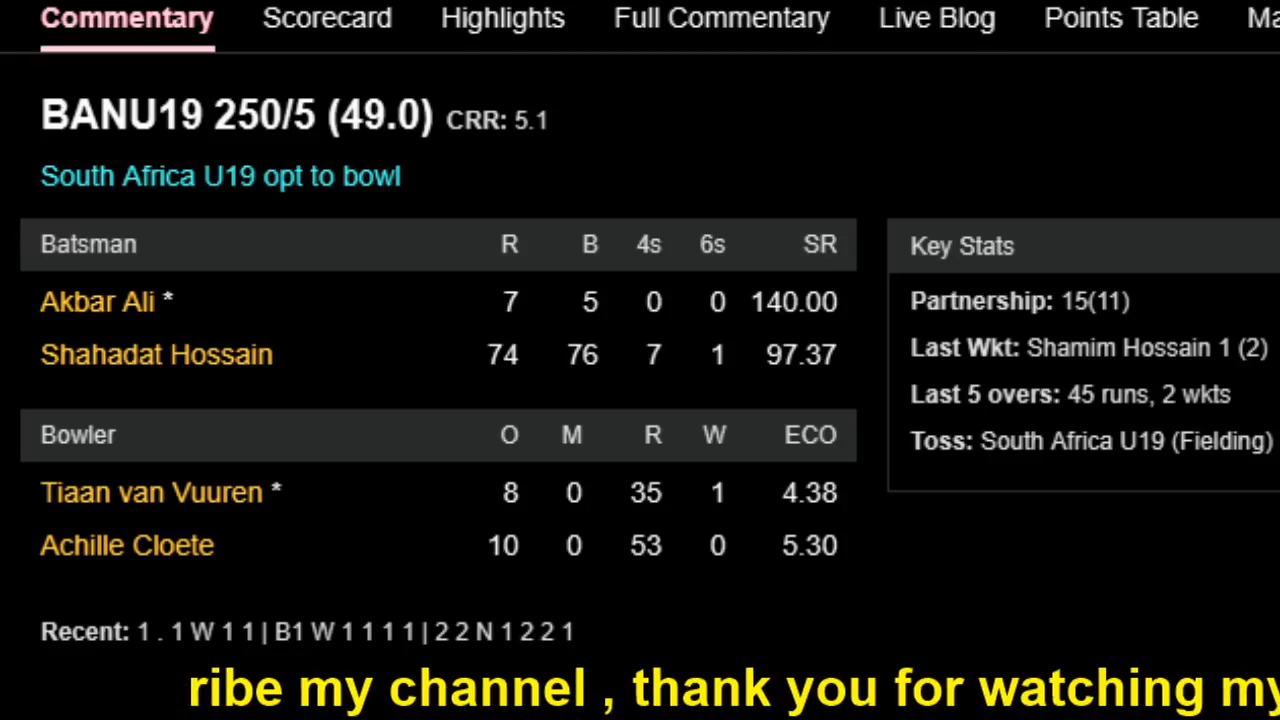 Commentary Scorecard Highlights Full Commentary Live Blog Points Table Ma
BANU19 250/5 (49.0) CRR: 5.1
South Africa U19 opt to bowl
Batsman R B 4s 6s SR
Akbar Ali * 7 5 0 0 140.00
Shahadat Hossain 74 76 7 1 97.37
Bowler O M R W ECO
Tiaan van Vuuren * 8 0 35 1 4.38
Achille Cloete 10 0 53 0 5.30
Recent: 1 . 1 W 1 1 | B1 W 1 1 1 1 | 2 2 N 1 2 2 1
Key Stats
Partnership: 15(11)
Last Wkt: Shamim Hossain 1 (2)
Last 5 overs: 45 runs, 2 wkts
Toss: South Africa U19 (Fielding)
ribe my channel , thank you for watching my